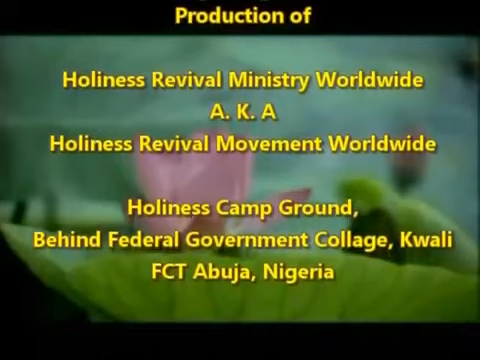 Production of
Holiness Revival Ministry Worldwide
A. K. A
Holiness Revival Movement Worldwide
Holiness Camp Ground,
Behind Federal Government Collage, Kwali
FCT Abuja, Nigeria